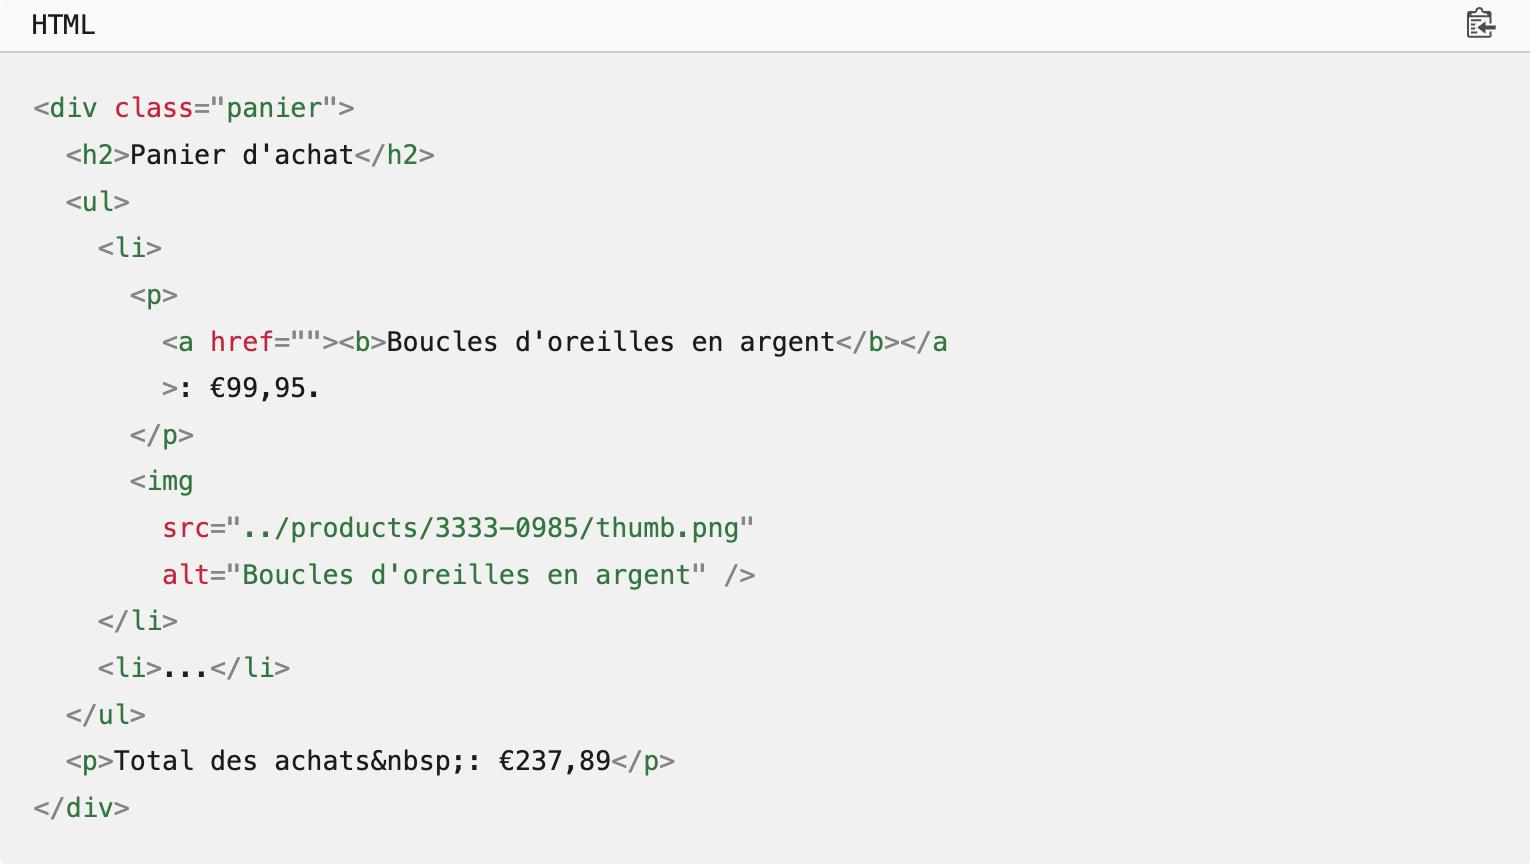 HTML
<div class="panier">
  <h2>Panier d'achat</h2>
  <ul>
    <li>
      <p>
        <a href=""><b>Boucles d'oreilles en argent</b></a
        >: €99,95.
      </p>
      <img
        src="../products/3333-0985/thumb.png"
        alt="Boucles d'oreilles en argent" />
    </li>
    <li>...</li>
  </ul>
  <p>Total des achats&nbsp;: €237,89</p>
</div>